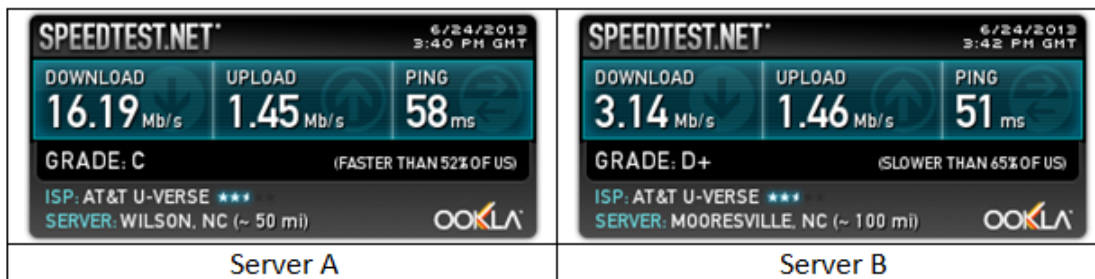 SPEEDTEST.NET
6/24/2013
3:40 PM GMT
DOWNLOAD UPLOAD PING
16.19 Mb/s 1.45 Mb/s 58 ms
GRADE: C (FASTER THAN 52% OF US)
ISP: AT&T U-VERSE
SERVER: WILSON, NC (~ 50 mi) OOKLA
Server A
SPEEDTEST.NET
6/24/2013
3:42 PM GMT
DOWNLOAD UPLOAD PING
3.14 Mb/s 1.46 Mb/s 51 ms
GRADE: D+ (SLOWER THAN 65% OF US)
ISP: AT&T U-VERSE
SERVER: MOORESVILLE, NC (~ 100 mi) OOKLA
Server B